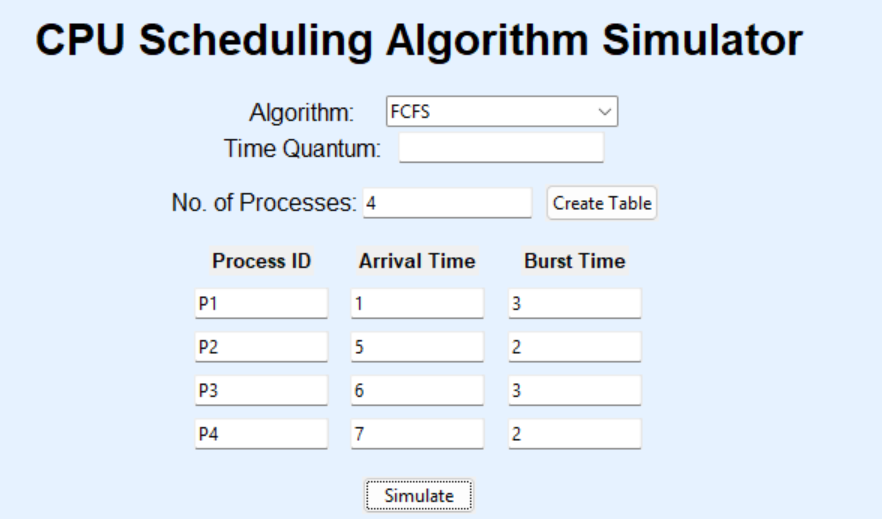 CPU Scheduling Algorithm Simulator
Algorithm: FCFS
Time Quantum:
No. of Processes: 4 Create Table
Process ID Arrival Time Burst Time
P1 1 3
P2 5 2
P3 6 3
P4 7 2
Simulate